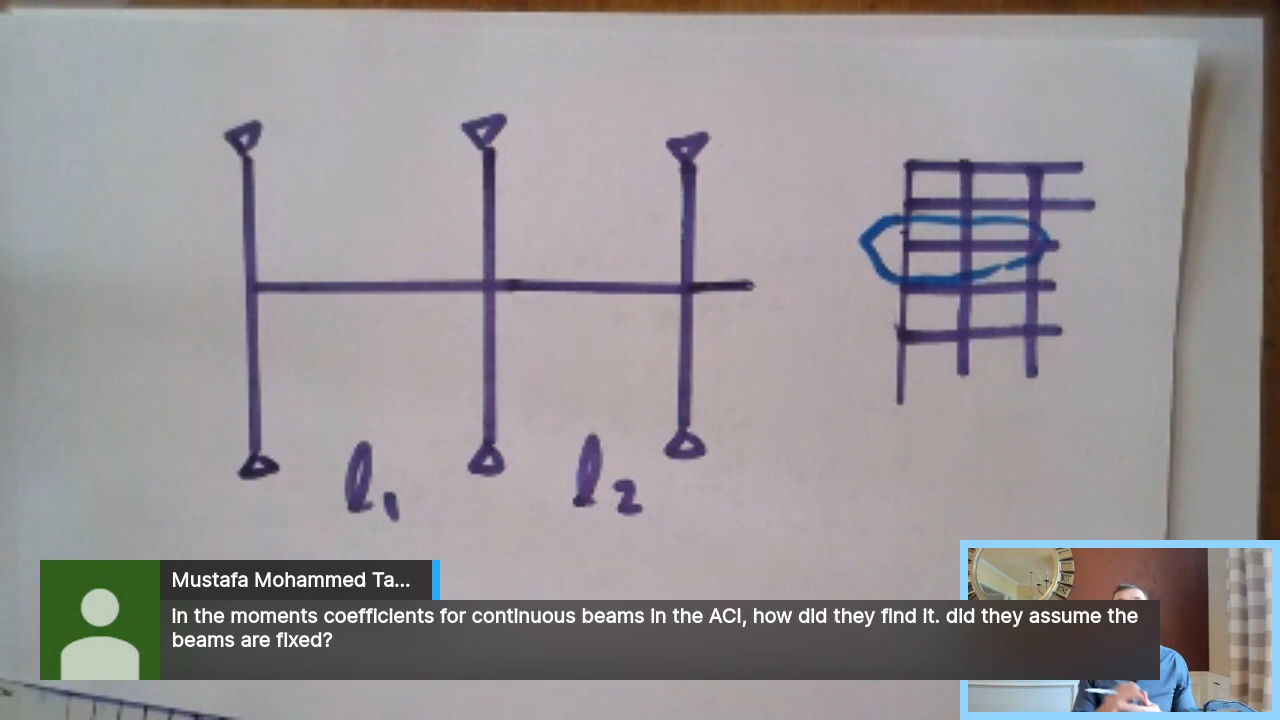 l₁ l₂
Mustafa Mohammed Ta...
In the moments coefficients for continuous beams in the ACI, how did they find it. did they assume the
beams are fixed?